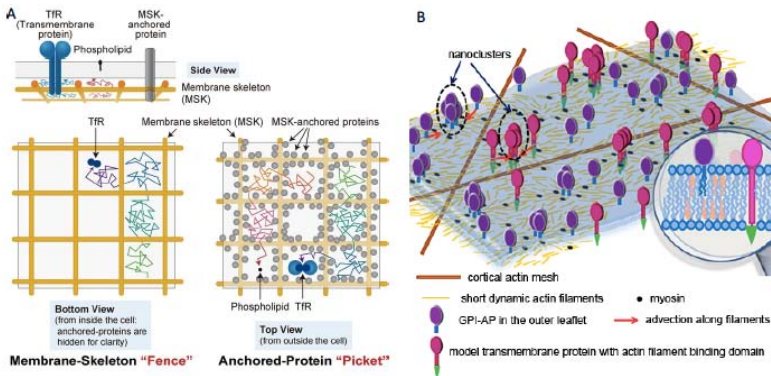 A
TfR
(Transmembrane
protein)
MSK-
anchored
protein
Phospholipid
Side View
Membrane skeleton
(MSK)
TfR
Membrane skeleton (MSK)
MSK-anchored proteins
Phospholipid TfR
Bottom View
(from inside the cell:
anchored-proteins are
hidden for clarity)
Top View
(from outside the cell)
Membrane-Skeleton "Fence"
Anchored-Protein "Picket"
B
nanoclusters
cortical actin mesh
short dynamic actin filaments
myosin
GPI-AP in the outer leaflet
advection along filaments
model transmembrane protein with actin filament binding domain